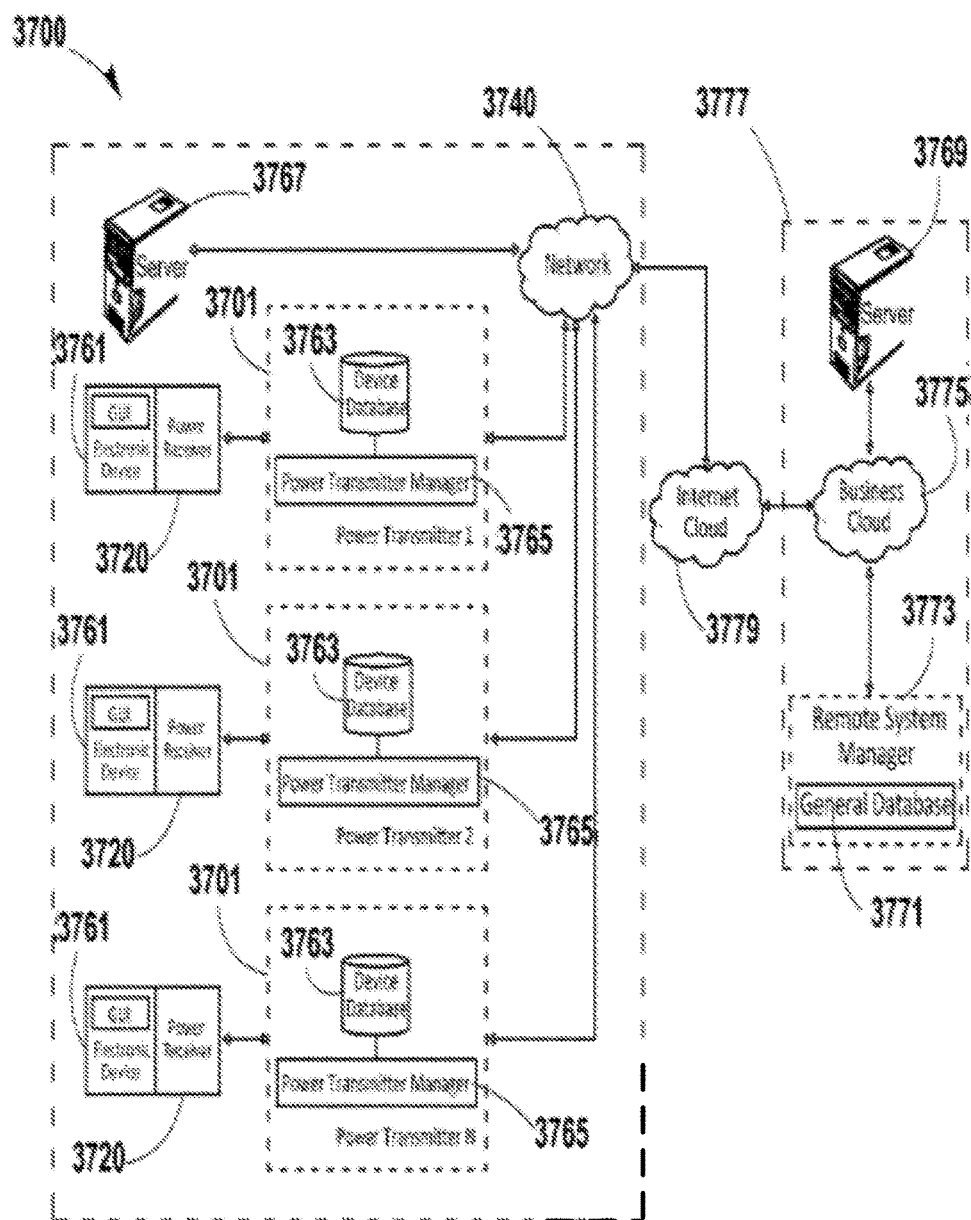 3700
3740
3777
3769
3767
Server
Network
3701
3763
Device
Database
3761
GUI
Electronic
Device
Power
Receiver
Power Transmitter Manager
Power Transmitter 1
3765
3720
Server
3775
Internet
Cloud
Business
Cloud
3779
3773
3701
3761
3763
Device
Database
GUI
Electronic
Device
Power
Receiver
Power Transmitter Manager
Power Transmitter 2
3765
3720
Remote System
Manager
General Database
3771
3701
3761
3763
Device
Database
GUI
Electronic
Device
Power
Receiver
Power Transmitter Manager
Power Transmitter N
3765
3720